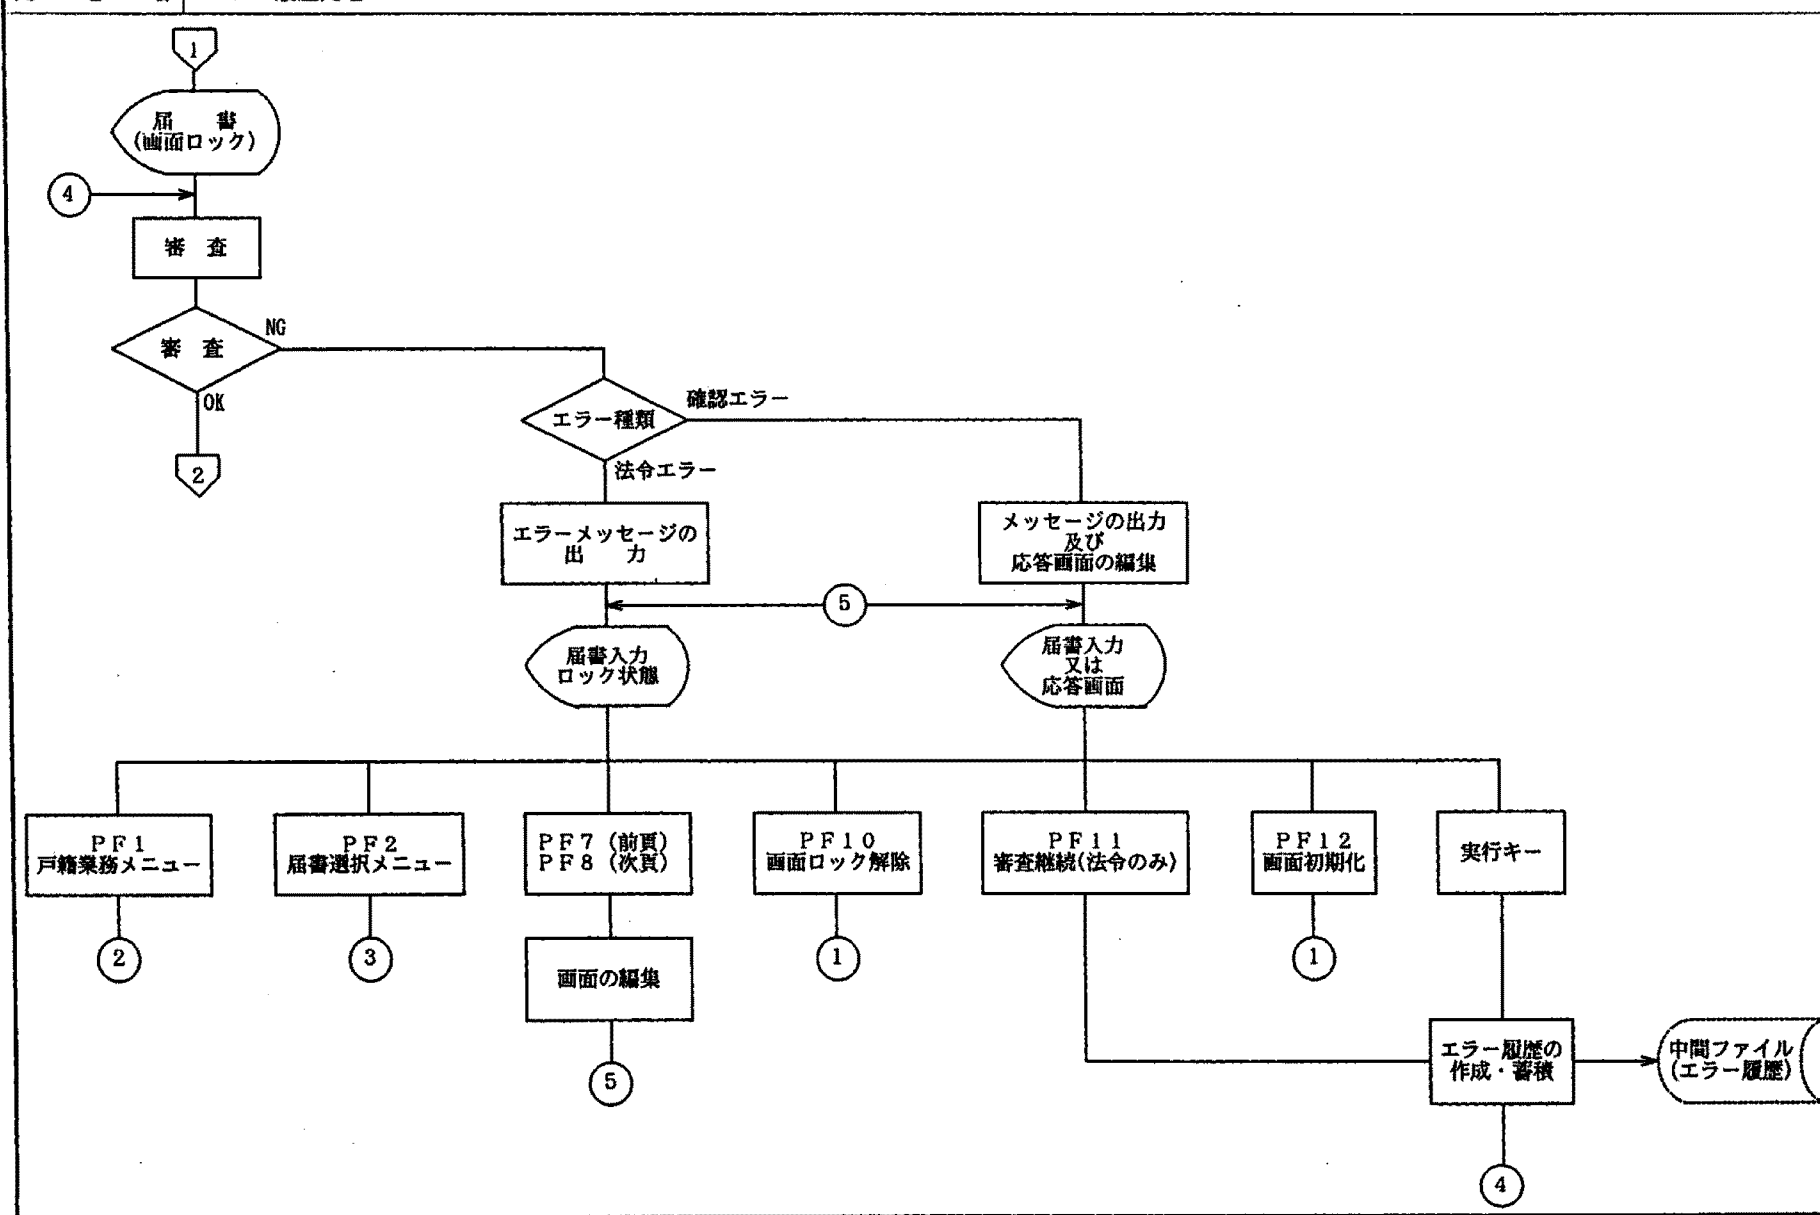 1
届　書
(画面ロック)
4
審　査
審　査
NG
OK
2
エラー種類
確認エラー
法令エラー
エラーメッセージの
出　力
メッセージの出力
及び
応答画面の編集
5
届書入力
ロック状態
届書入力
又は
応答画面
ＰＦ１
戸籍業務メニュー
ＰＦ２
届書選択メニュー
ＰＦ７（前頁）
ＰＦ８（次頁）
ＰＦ１０
画面ロック解除
ＰＦ１１
審査継続(法令のみ)
ＰＦ１２
画面初期化
実行キー
2
3
画面の編集
1
1
5
エラー履歴の
作成・蓄積
中間ファイル
(エラー履歴)
4